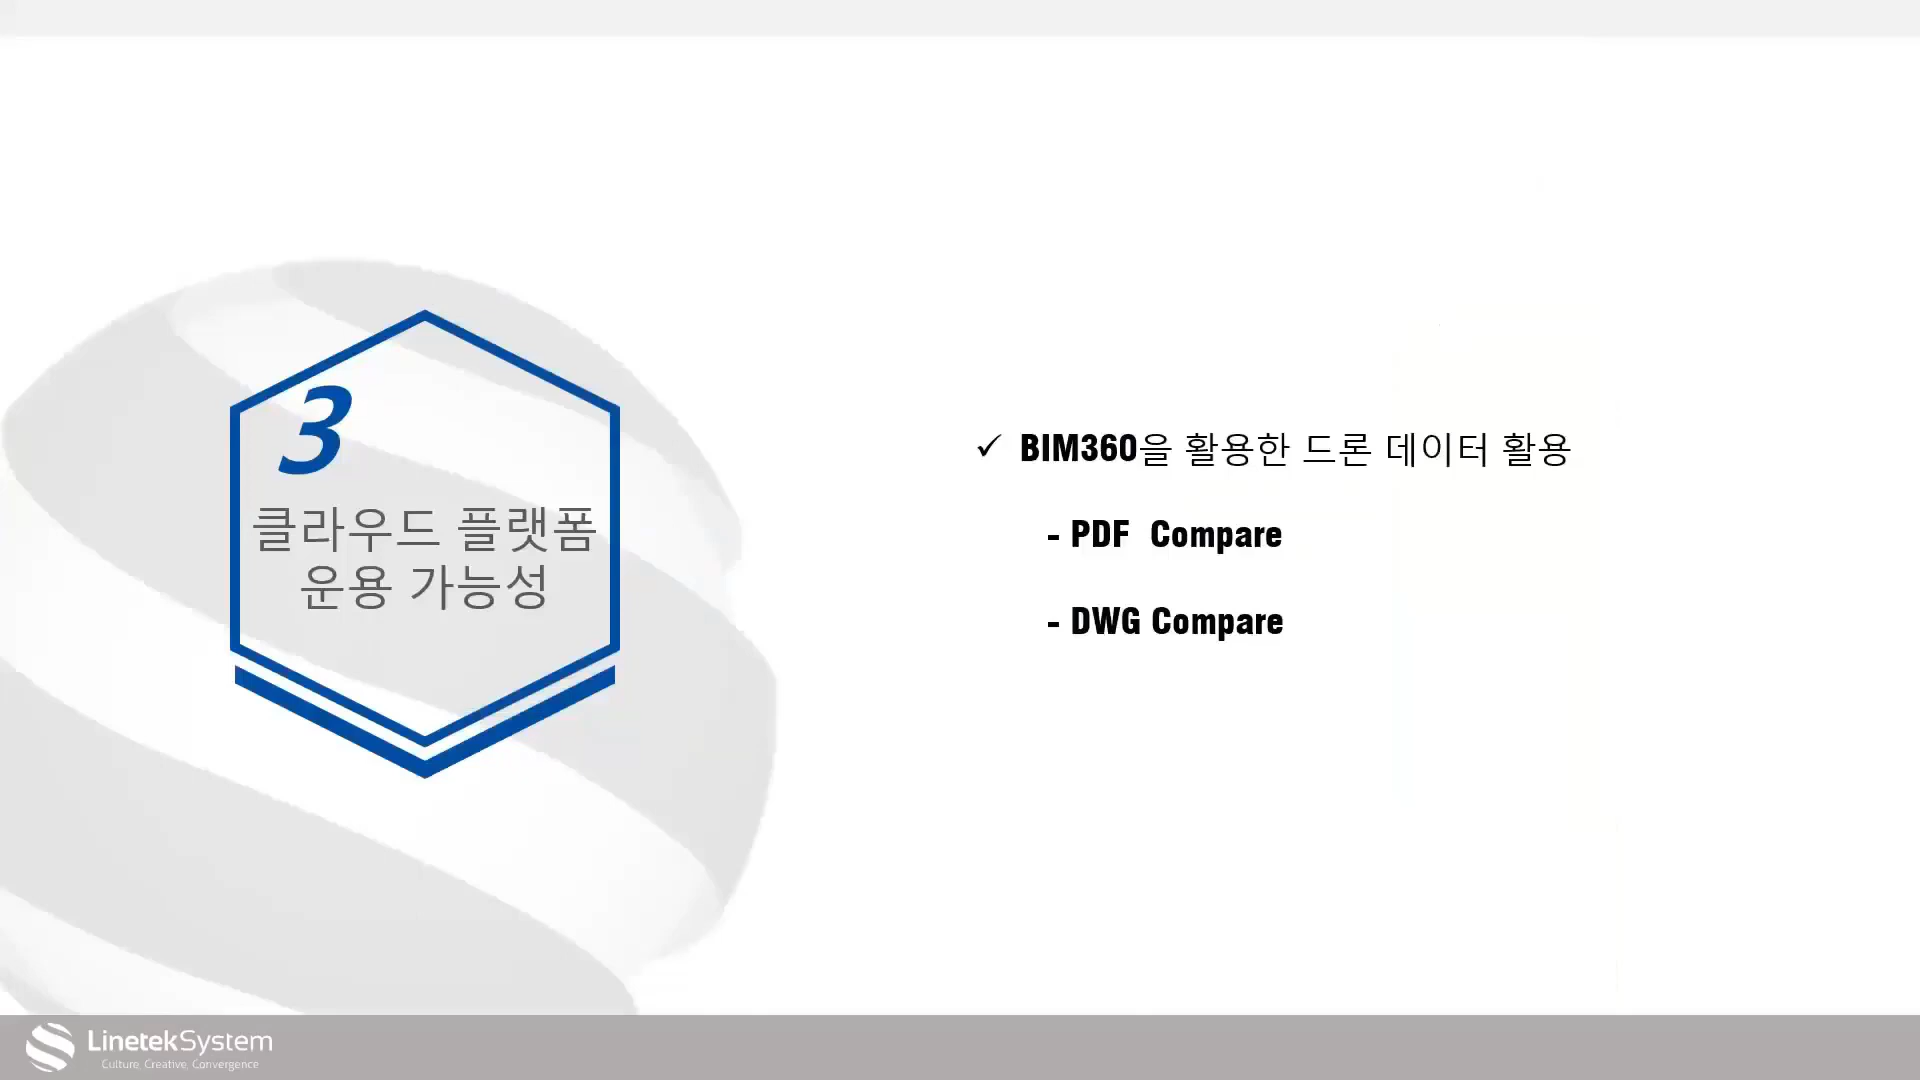 3
클라우드 플랫폼
운용 가능성
✓ BIM360을 활용한 드론 데이터 활용
- PDF Compare
- DWG Compare
LinetekSystem
Culture, Creative, Convergence